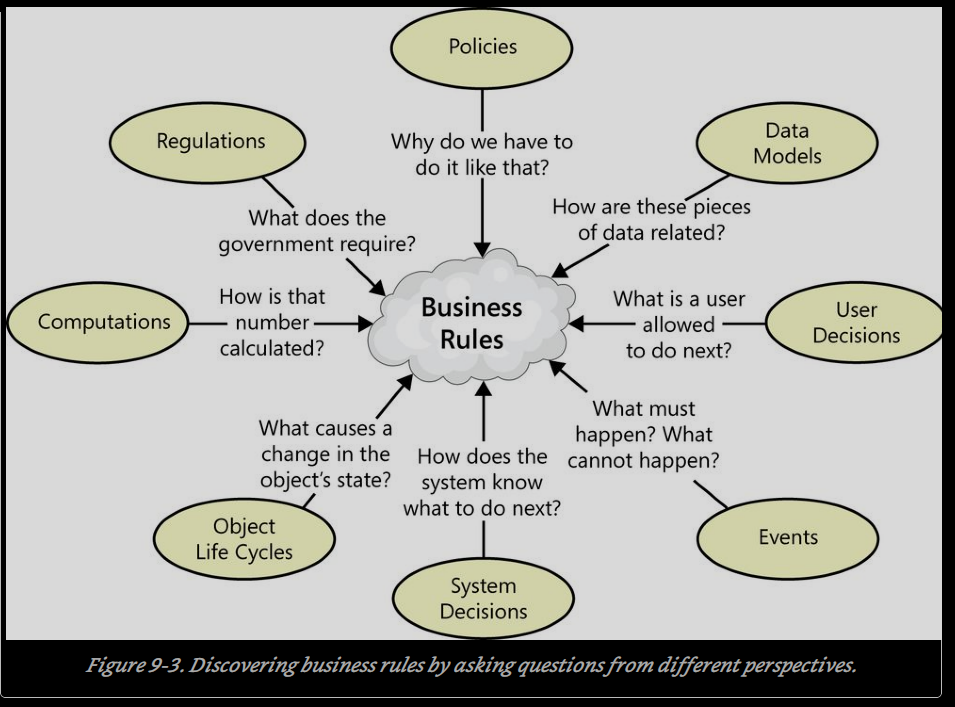 Policies
Why do we have to
do it like that?
Regulations
What does the
government require?
Data
Models
How are these pieces
of data related?
Computations
How is that
number
calculated?
Business
Rules
What is a user
allowed
to do next?
User
Decisions
What causes a
change in the
object's state?
Object
Life Cycles
How does the
system know
what to do next?
System
Decisions
What must
happen? What
cannot happen?
Events
Figure 9-3. Discovering business rules by asking questions from different perspectives.